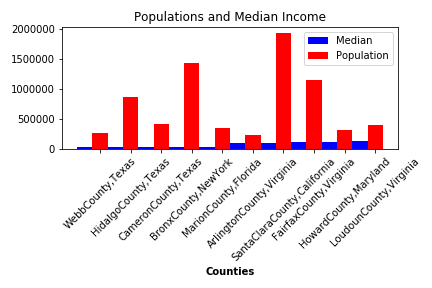 Populations and Median Income
2000000
1500000
1000000
500000
0
Median
Population
WebbCounty,Texas
HidalgoCounty,Texas
CameronCounty,Texas
BronxCounty,NewYork
MarionCounty,Florida
ArlingtonCounty,Virginia
SantaClaraCounty,California
FairfaxCounty,Virginia
HowardCounty,Maryland
LoudounCounty,Virginia
Counties